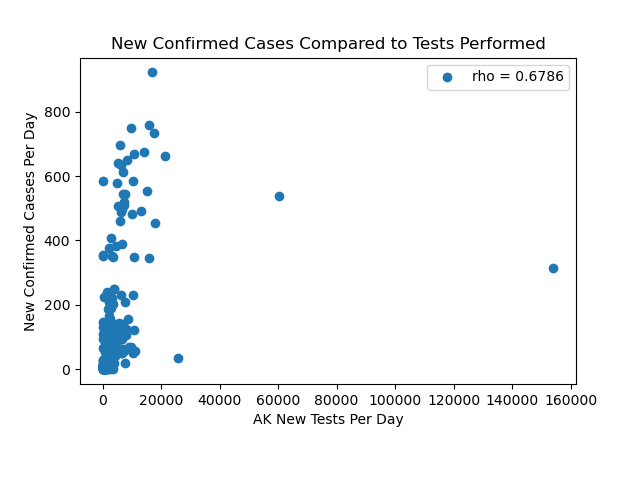 New Confirmed Cases Compared to Tests Performed
rho = 0.6786
New Confirmed Caeses Per Day
800
600
400
200
0
0 20000 40000 60000 80000 100000 120000 140000 160000
AK New Tests Per Day